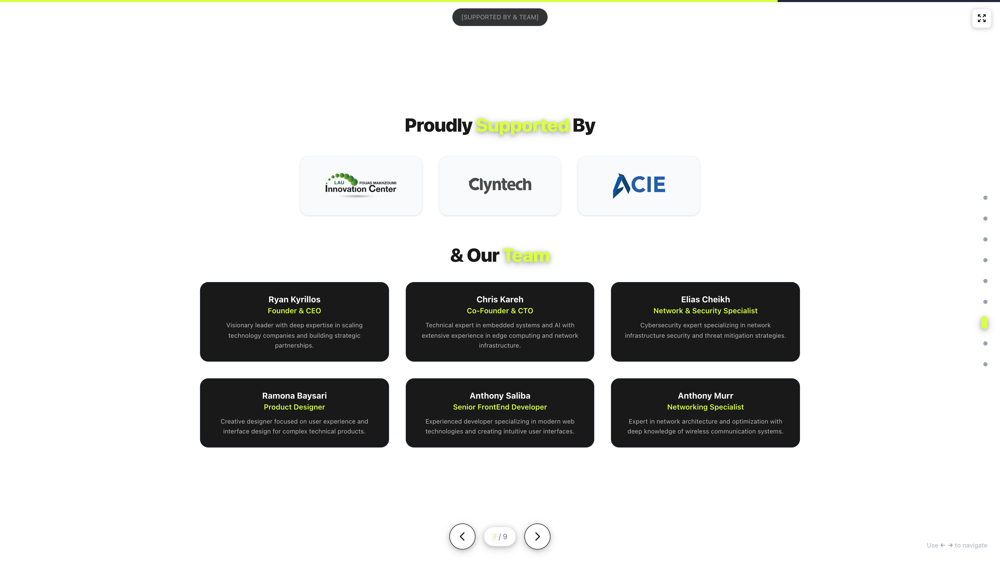 [SUPPORTED BY & TEAM]
Proudly Supported By
LAU FOUAD MAKHZOUMI
Innovation Center
Clyntech
ACIE
& Our Team
Ryan Kyrillos
Founder & CEO
Visionary leader with deep expertise in scaling
technology companies and building strategic
partnerships.
Chris Kareh
Co-Founder & CTO
Technical expert in embedded systems and AI with
extensive experience in edge computing and network
infrastructure.
Elias Cheikh
Network & Security Specialist
Cybersecurity expert specializing in network
infrastructure security and threat mitigation strategies.
Ramona Baysari
Product Designer
Creative designer focused on user experience and
interface design for complex technical products.
Anthony Saliba
Senior FrontEnd Developer
Experienced developer specializing in modern web
technologies and creating intuitive user interfaces.
Anthony Murr
Networking Specialist
Expert in network architecture and optimization with
deep knowledge of wireless communication systems.
7 / 9
Use ← → to navigate